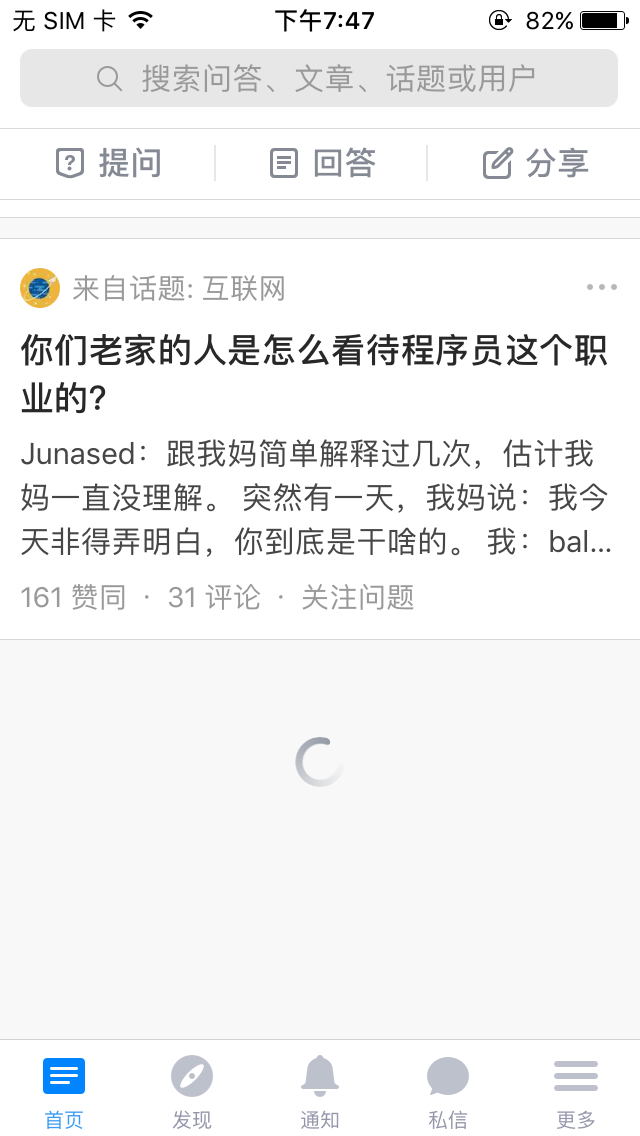 无 SIM 卡 下午7:47 82%
搜索问答、文章、话题或用户
提问 回答 分享
来自话题: 互联网
你们老家的人是怎么看待程序员这个职
业的?
Junased：跟我妈简单解释过几次，估计我
妈一直没理解。 突然有一天，我妈说：我今
天非得弄明白，你到底是干啥的。 我：bal...
161 赞同 · 31 评论 · 关注问题
首页 发现 通知 私信 更多